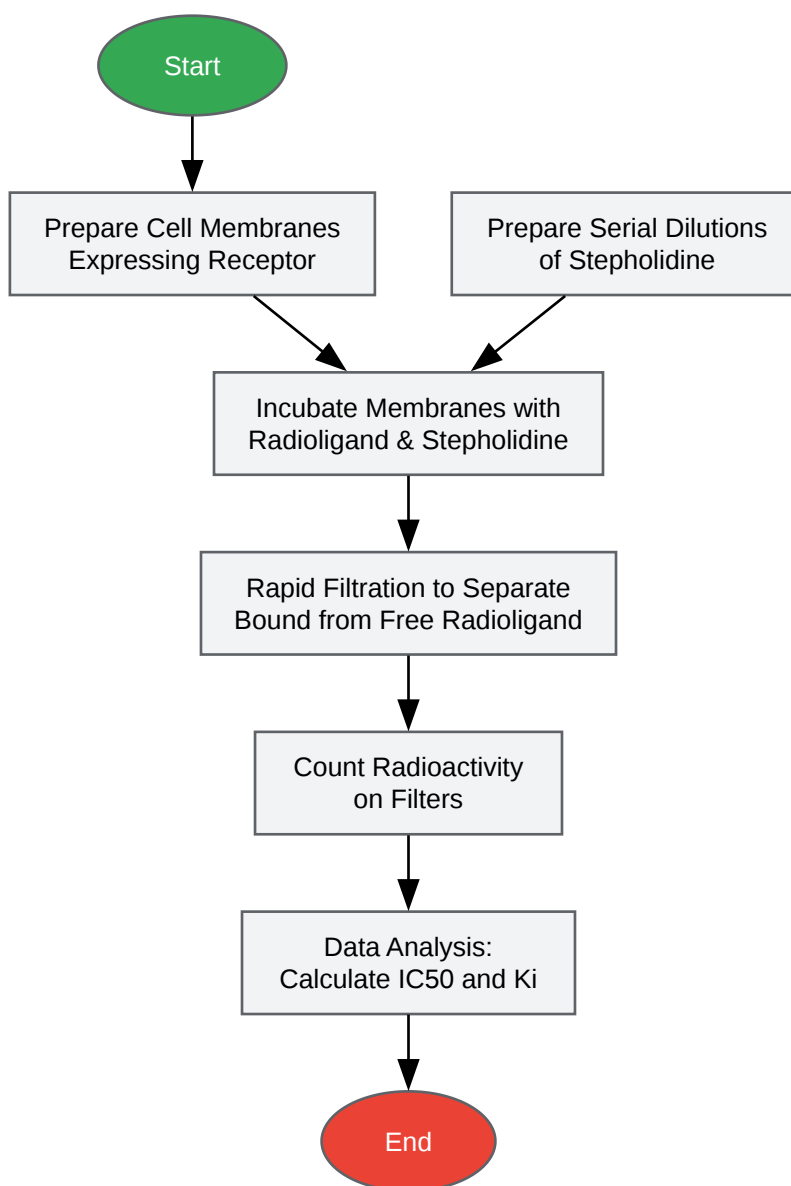 Start
Prepare Cell Membranes
Expressing Receptor
Prepare Serial Dilutions
of Stepholidine
Incubate Membranes with
Radioligand & Stepholidine
Rapid Filtration to Separate
Bound from Free Radioligand
Count Radioactivity
on Filters
Data Analysis:
Calculate IC50 and Ki
End